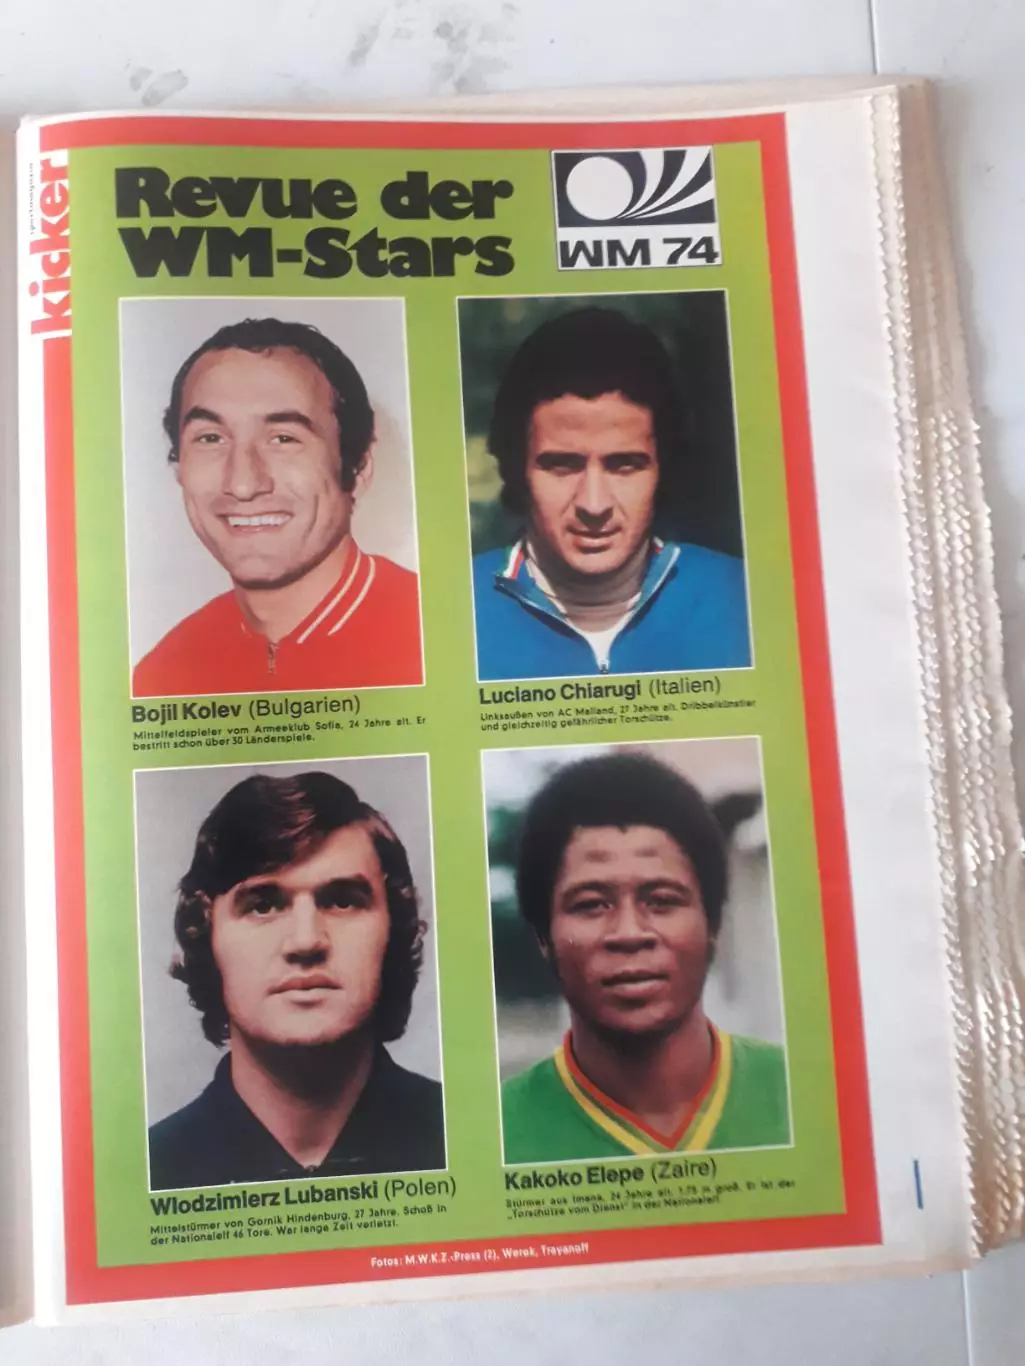 kicker
sportmagazin
Revue der
WM-Stars
WM 74
Bojil Kolev (Bulgarien)
Mittelfeldspieler vom Armeeklub Sofia, 24 Jahre alt. Er
bestritt schon über 30 Länderspiele.
Luciano Chiarugi (Italien)
Linksaußen von AC Mailand, 27 Jahre alt. Dribbelkünstler
und gleichzeitig gefährlicher Torschütze.
Wlodzimierz Lubanski (Polen)
Mittelstürmer von Gornik Hindenburg, 27 Jahre. Schoß in
der Nationalelf 46 Tore. War lange Zeit verletzt.
Kakoko Elepe (Zaire)
Stürmer aus Imana, 24 Jahre alt, 1,75 m groß. Er ist der
„Torschütze vom Dienst" in der Nationalelf.
Fotos: M.W.K.Z.-Press (2), Werek, Trayanoff